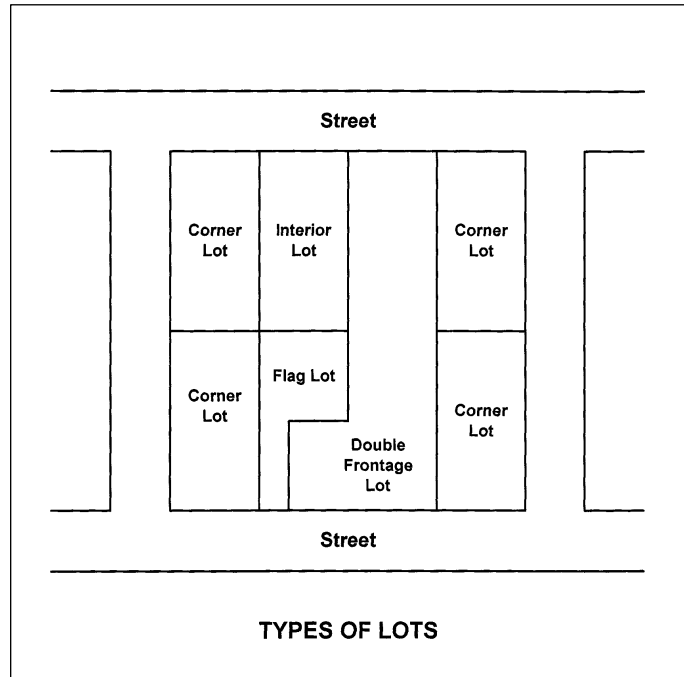 Street
Corner
Lot
Interior
Lot
Corner
Lot
Flag Lot
Corner
Lot
Corner
Lot
Double
Frontage
Lot
Street
TYPES OF LOTS